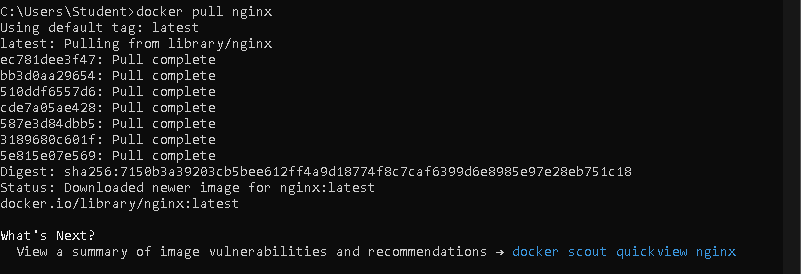 C:\Users\Student>docker pull nginx
Using default tag: latest
latest: Pulling from library/nginx
ec781dee3f47: Pull complete
bb3d0aa29654: Pull complete
510ddf6557d6: Pull complete
cde7a05ae428: Pull complete
587e3d84dbb5: Pull complete
3189680c601f: Pull complete
5e815e07e569: Pull complete
Digest: sha256:7150b3a39203cb5bee612ff4a9d18774f8c7caf6399d6e8985e97e28eb751c18
Status: Downloaded newer image for nginx:latest
docker.io/library/nginx:latest
What's Next?
View a summary of image vulnerabilities and recommendations → docker scout quickview nginx